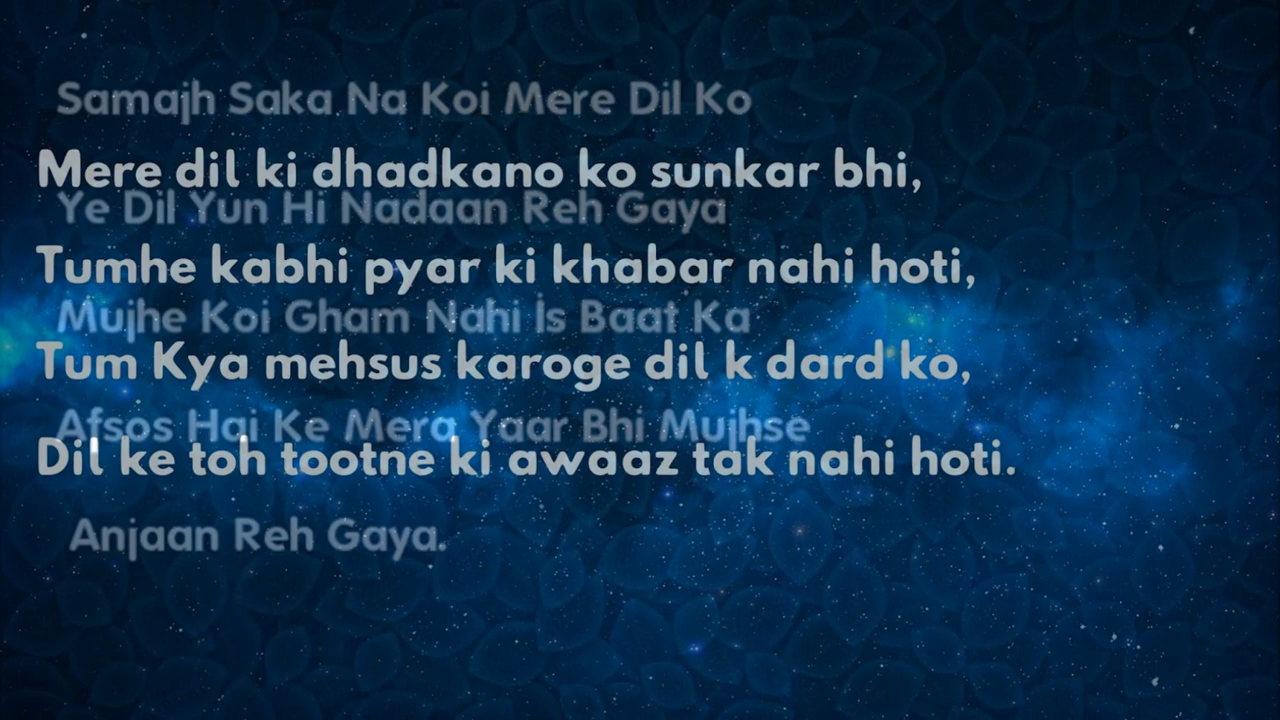 Samajh Saka Na Koi Mere Dil Ko
Mere dil ki dhadkano ko sunkar bhi,
Ye Dil Yun Hi Nadaan Reh Gaya
Tumhe kabhi pyar ki khabar nahi hoti,
Mujhe Koi Gham Nahi Is Baat Ka
Tum Kya mehsus karoge dil k dard ko,
Afsos Hai Ke Mera Yaar Bhi Mujhse
Dil ke toh tootne ki awaaz tak nahi hoti.
Anjaan Reh Gaya.